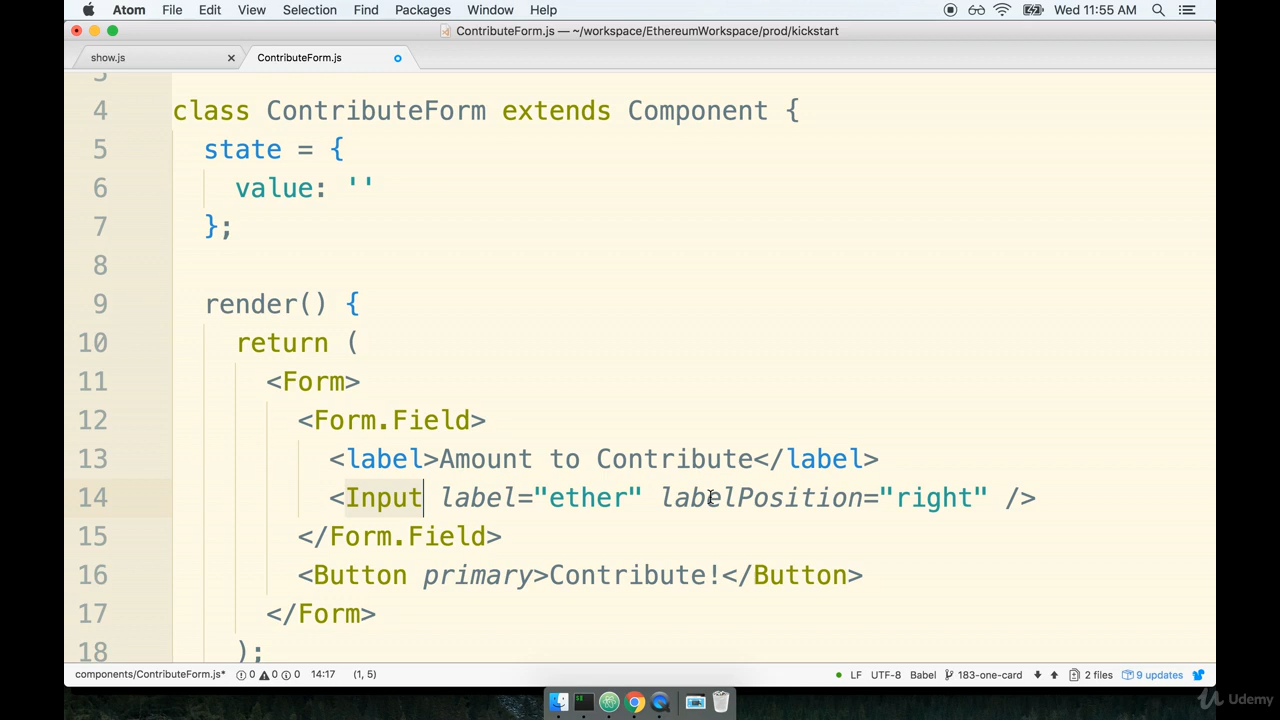 Atom File Edit View Selection Find Packages Window Help Wed 11:55 AM
ContributeForm.js — ~/workspace/EthereumWorkspace/prod/kickstart
show.js ContributeForm.js
3
4 class ContributeForm extends Component {
5 state = {
6 value: ''
7 };
8
9 render() {
10 return (
11 <Form>
12 <Form.Field>
13 <label>Amount to Contribute</label>
14 <Input label="ether" labelPosition="right" />
15 </Form.Field>
16 <Button primary>Contribute!</Button>
17 </Form>
18 );
components/ContributeForm.js* 0 0 0 14:17 (1, 5) LF UTF-8 Babel 183-one-card 2 files 9 updates
Udemy